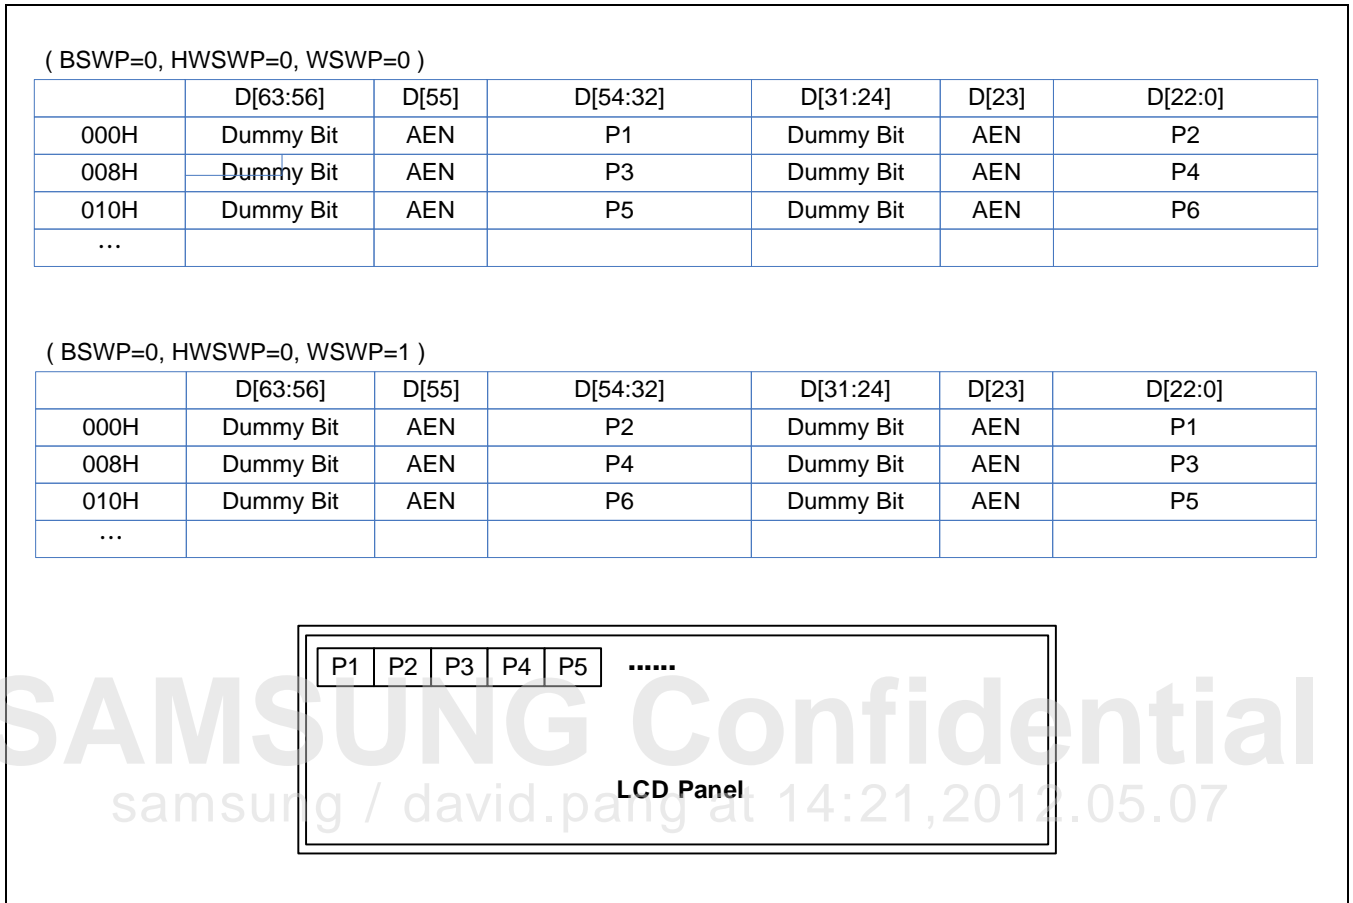 ( BSWP=0, HWSWP=0, WSWP=0 )
D[63:56] D[55] D[54:32] D[31:24] D[23] D[22:0]
000H Dummy Bit AEN P1 Dummy Bit AEN P2
008H Dummy Bit AEN P3 Dummy Bit AEN P4
010H Dummy Bit AEN P5 Dummy Bit AEN P6
…
( BSWP=0, HWSWP=0, WSWP=1 )
D[63:56] D[55] D[54:32] D[31:24] D[23] D[22:0]
000H Dummy Bit AEN P2 Dummy Bit AEN P1
008H Dummy Bit AEN P4 Dummy Bit AEN P3
010H Dummy Bit AEN P6 Dummy Bit AEN P5
…
P1 P2 P3 P4 P5 ......
SAMSUNG Confidential
LCD Panel
samsung / david.pang at 14:21,2012.05.07